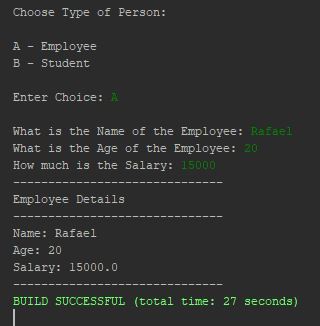 Choose Type of Person:
A - Employee
B - Student
Enter Choice: A
What is the Name of the Employee: Rafael
What is the Age of the Employee: 20
How much is the Salary: 15000
------------------------------
Employee Details
------------------------------
Name: Rafael
Age: 20
Salary: 15000.0
------------------------------
BUILD SUCCESSFUL (total time: 27 seconds)